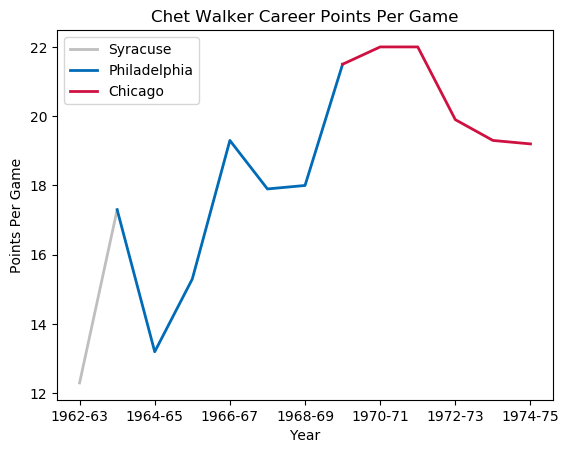 Chet Walker Career Points Per Game
Syracuse
Philadelphia
Chicago
22
20
18
16
14
12
Points Per Game
1962-63 1964-65 1966-67 1968-69 1970-71 1972-73 1974-75
Year